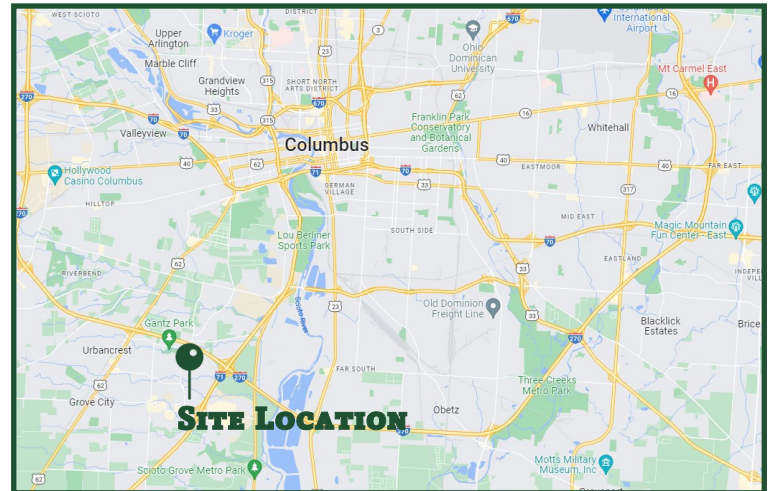 WEST SCIOTO
DISTRICT
International
Airport
Upper
Arlington
Kroger
3
670
23
Ohio
Dominican
University
Marble Cliff
Mt Carmel East
Grandview
Heights
315
SHORT NORTH
ARTS DISTRICT
270
33
670
62
16
70
315
16
Franklin Park
Conservatory
and Botanical
Gardens
Whitehall
Valleyview
70
Columbus
40
62
71
70
40
EASTMOOR
40
FAR EAST
Hollywood
Casino Columbus
GERMAN
VILLAGE
33
317
HILLTOP
270
MID EAST
Magic Mountain
Fun Center - East
Lou Berliner
Sports Park
SOUTH SIDE
70
EASTLAND
62
RIVERBEND
33
INDEPE
VILL
Scioto River
23
Old Dominion
Freight Line
33
Gantz Park
Blacklick
Estates
Brice
Urbancrest
270
71
270
FAR SOUTH
Three Creeks
Metro Park
62
Grove City
Site Location
Obetz
270
Scioto Grove Metro Park
Motts Military
Museum, Inc
62